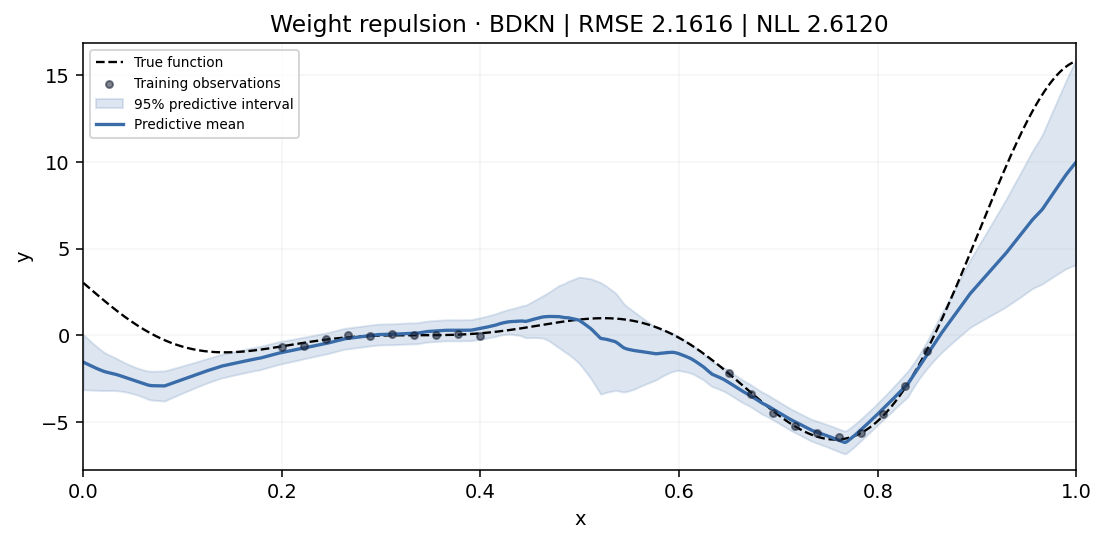 Weight repulsion · BDKN | RMSE 2.1616 | NLL 2.6120
True function
Training observations
95% predictive interval
Predictive mean
15
10
5
0
−5
y
0.0 0.2 0.4 0.6 0.8 1.0
x